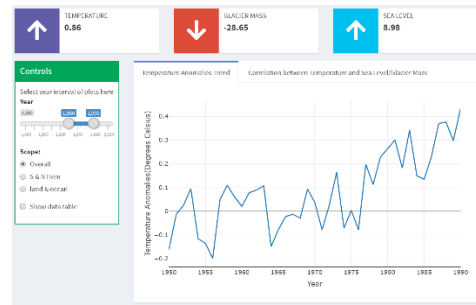 TEMPERATURE
0.86
GLACIER MASS
-28.65
SEA LEVEL
8.98
Controls
Select year interval of plots here
Year
Scope:
Overall
S & N Hem
land & ocean
Show data table
Temperature Anomalies Trend
Correlation between Temperature and Sea Level/Glacier Mass
Temperature Anomalies(Degrees Celsius)
0.4
0.3
0.2
0.1
0
−0.1
−0.2
1950
1955
1960
1965
1970
1975
1980
1985
1990
Year